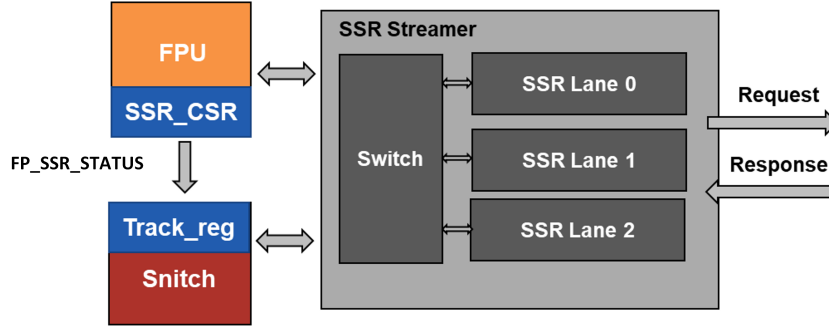 SSR Streamer
FPU
SSR_CSR
FP_SSR_STATUS
Track_reg
Snitch
Switch
SSR Lane 0
SSR Lane 1
SSR Lane 2
Request
Response